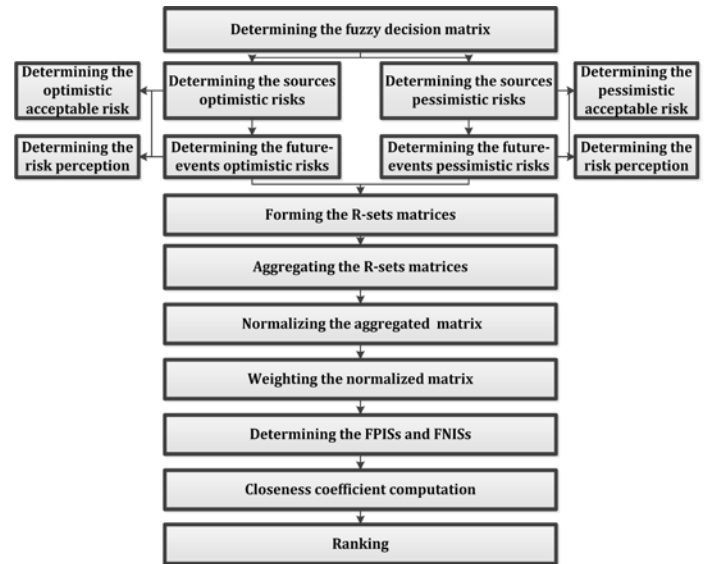 Determining the fuzzy decision matrix
Determining the
optimistic
acceptable risk
Determining the sources
optimistic risks
Determining the sources
pessimistic risks
Determining the
pessimistic
acceptable risk
Determining the
risk perception
Determining the future-
events optimistic risks
Determining the future-
events pessimistic risks
Determining the
risk perception
Forming the R-sets matrices
Aggregating the R-sets matrices
Normalizing the aggregated matrix
Weighting the normalized matrix
Determining the FPISs and FNISs
Closeness coefficient computation
Ranking